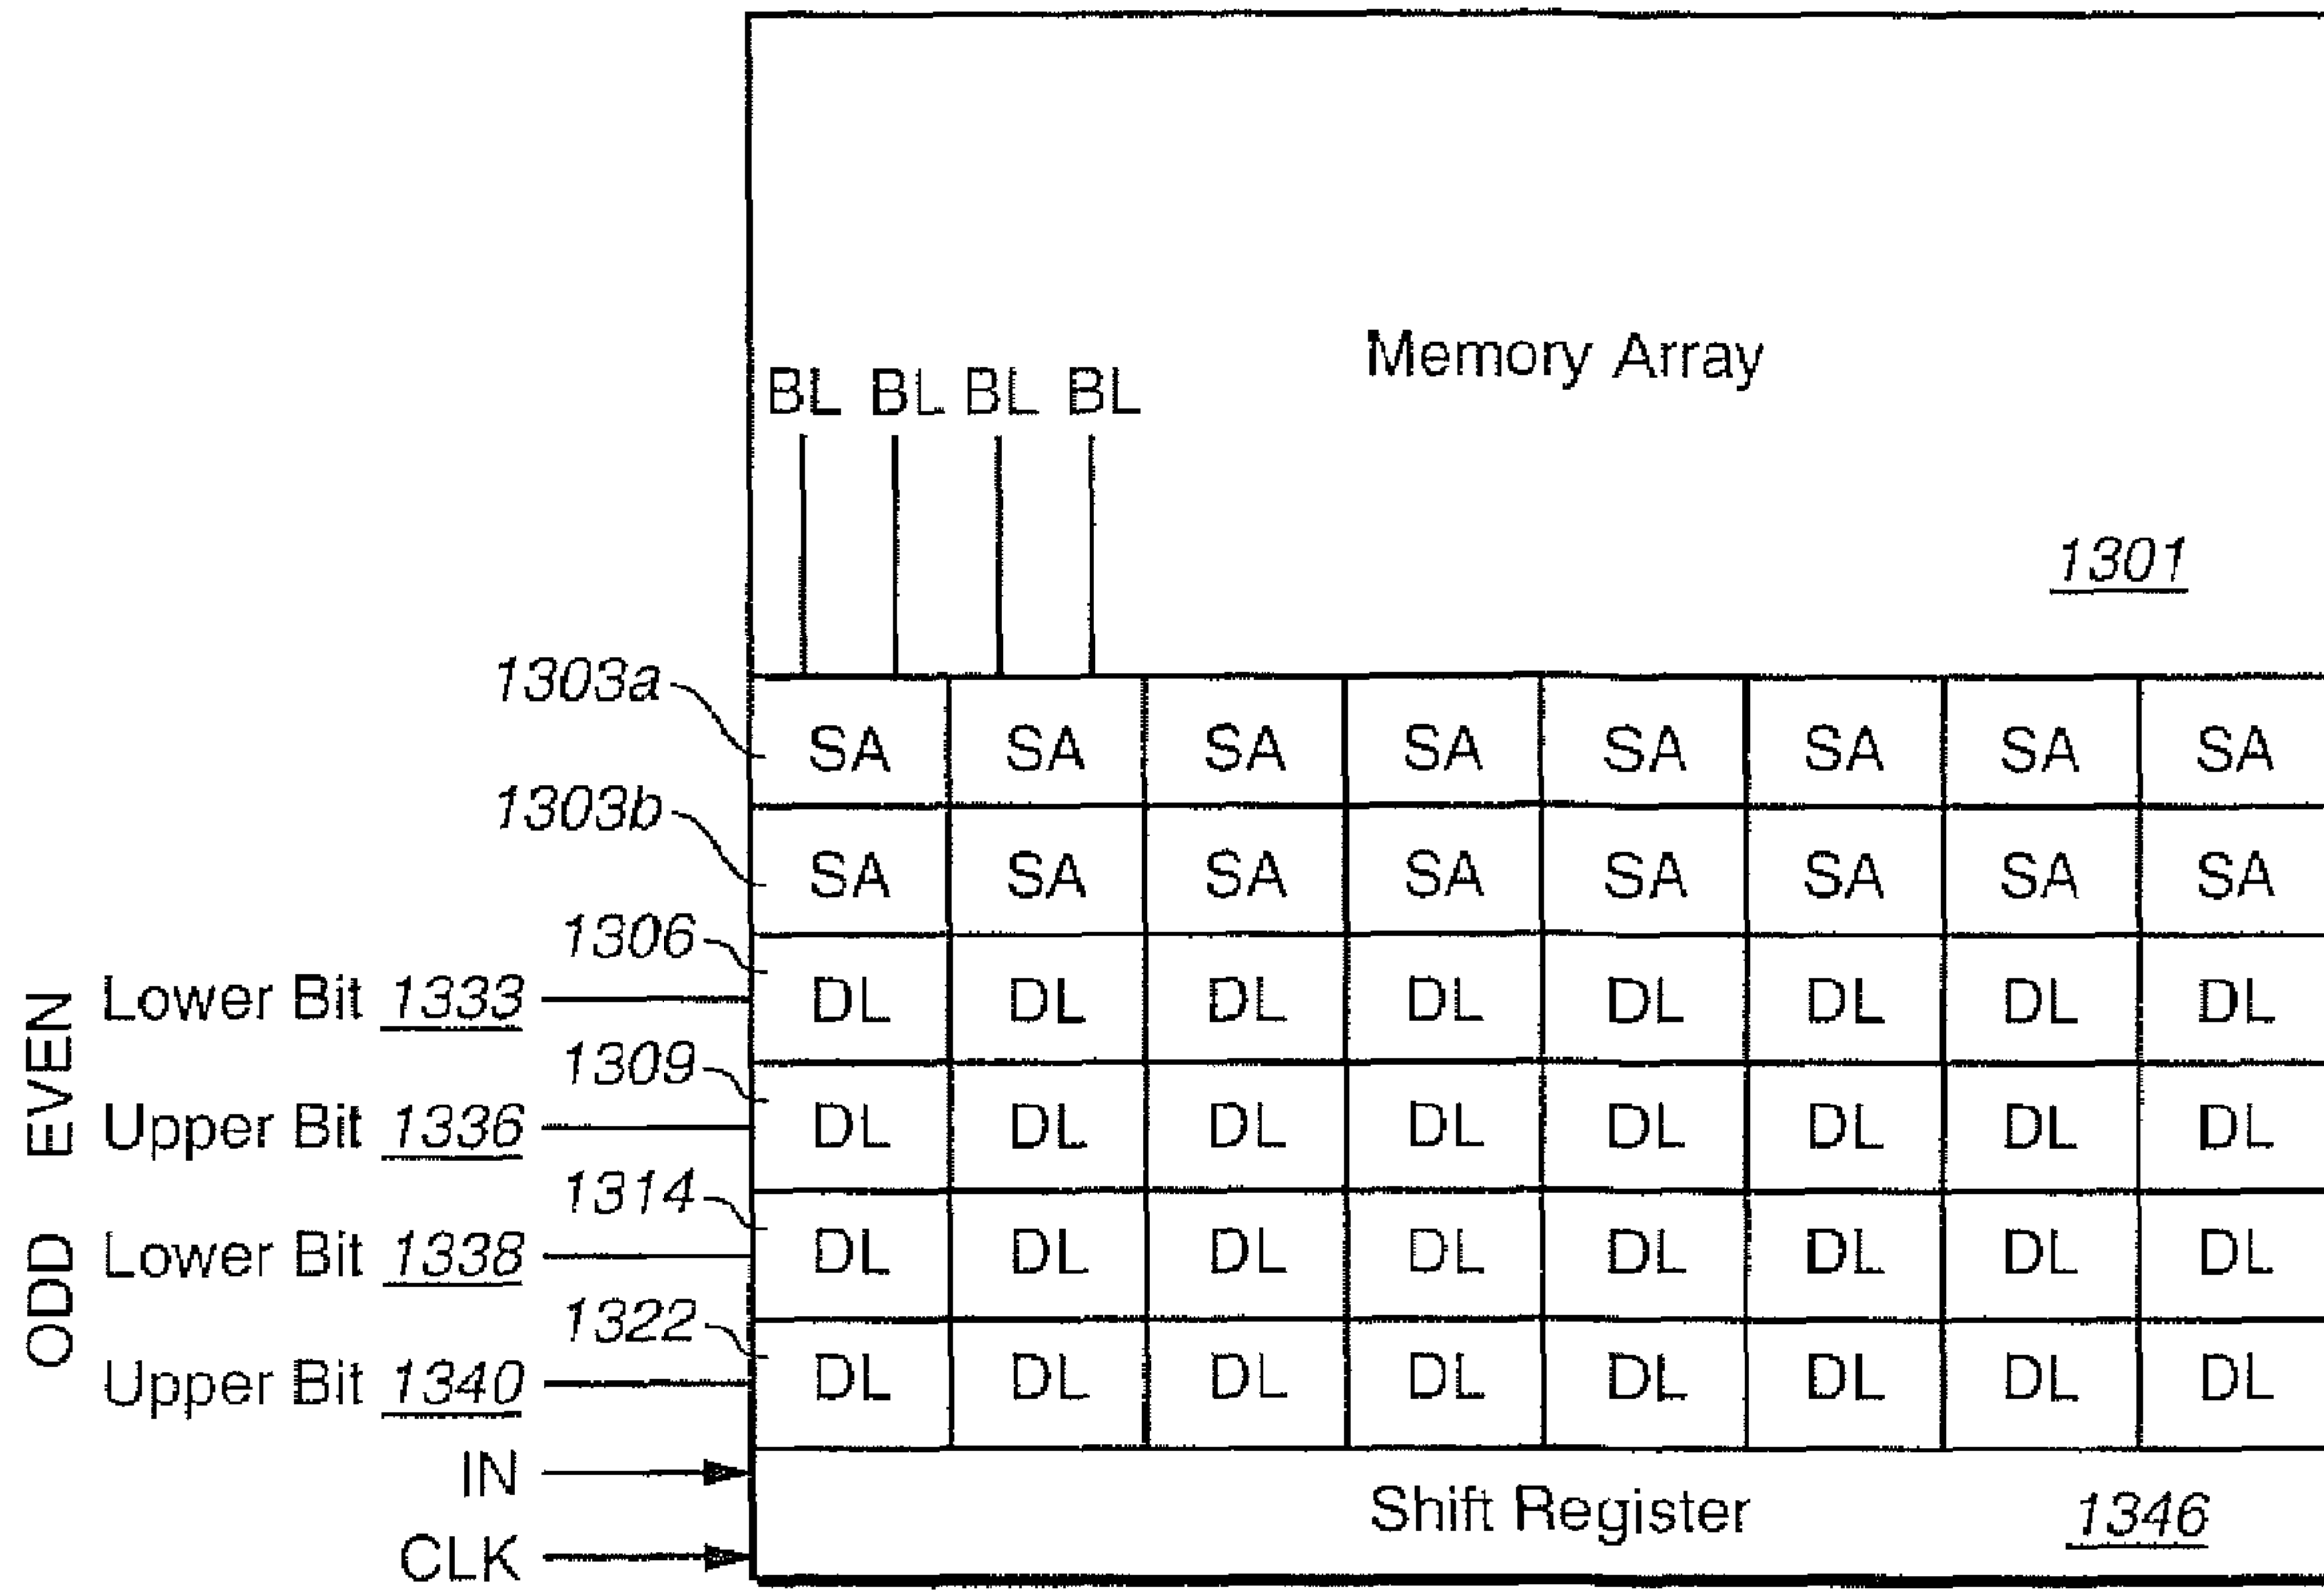 Memory Array
BL BL BL BL
1301
1303a
SA SA SA SA SA SA SA SA
1303b
SA SA SA SA SA SA SA SA
1306
EVEN
Lower Bit 1333 DL DL DL DL DL DL DL DL
1309
Upper Bit 1336 DL DL DL DL DL DL DL DL
1314
ODD
Lower Bit 1338 DL DL DL DL DL DL DL DL
1322
Upper Bit 1340 DL DL DL DL DL DL DL DL
IN
Shift Register 1346
CLK